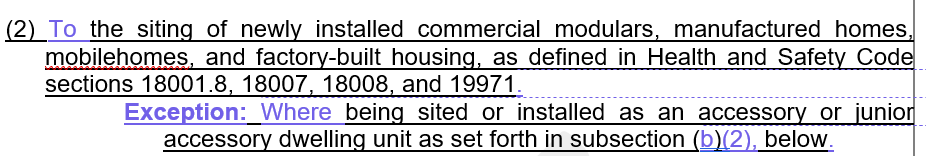 (2) To the siting of newly installed commercial modulars, manufactured homes,
mobilehomes, and factory-built housing, as defined in Health and Safety Code
sections 18001.8, 18007, 18008, and 19971.
Exception: Where being sited or installed as an accessory or junior
accessory dwelling unit as set forth in subsection (b)(2), below.